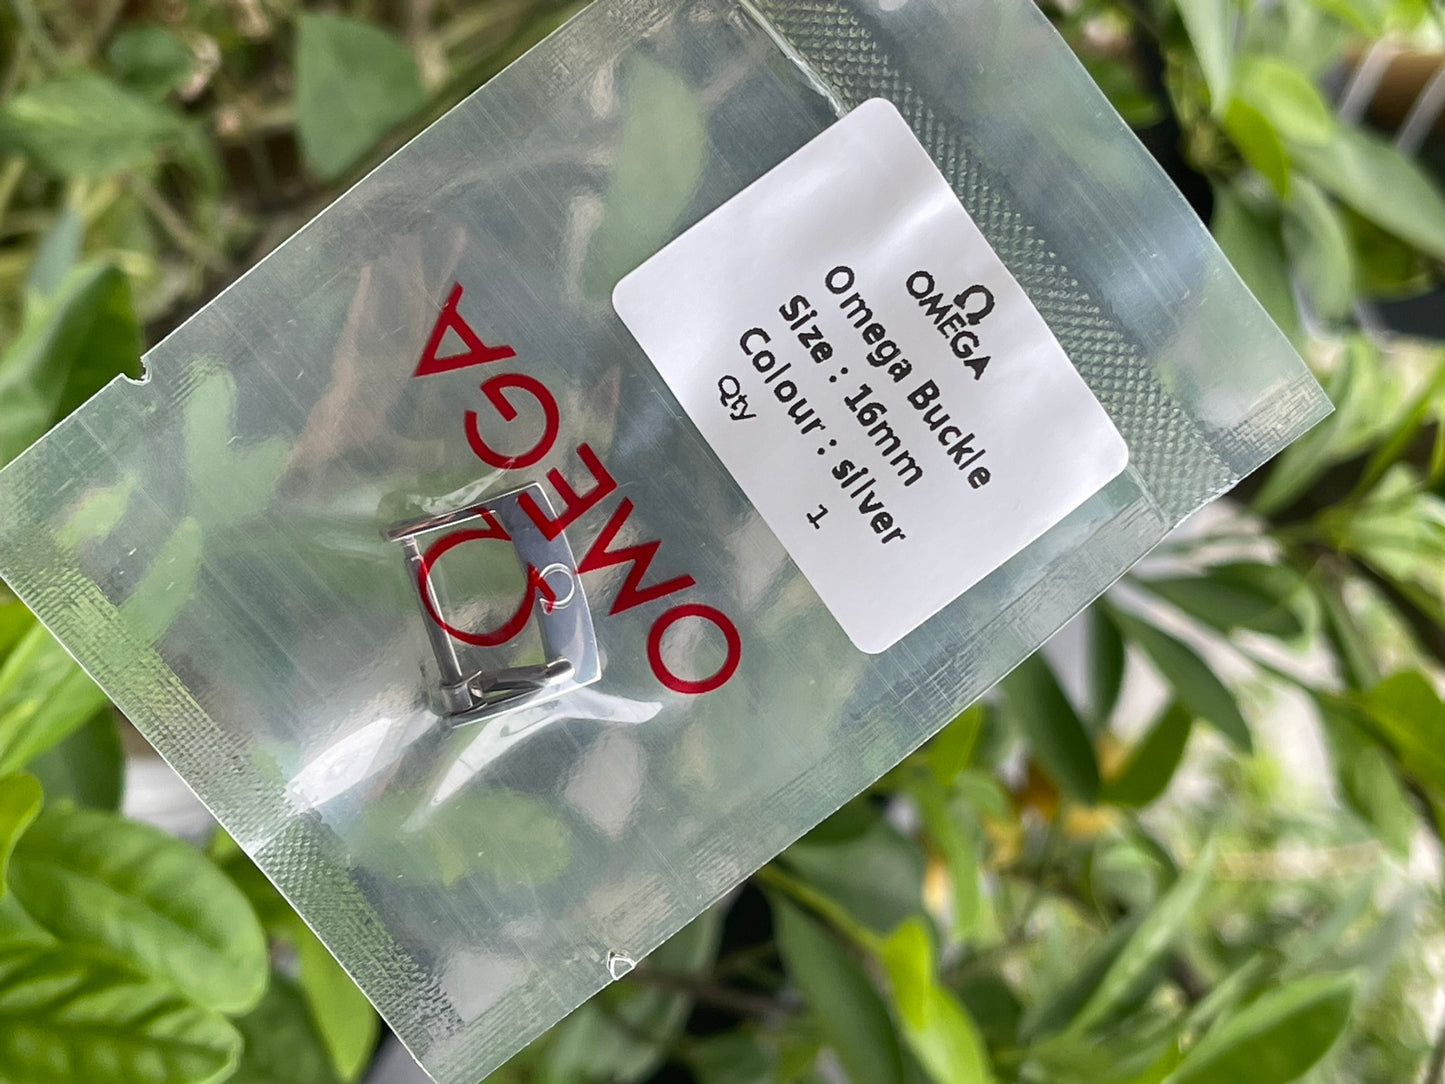 Ω
OMEGA
Omega Buckle
Size : 16mm
Colour : silver
Qty 1
Ω
OMEGA